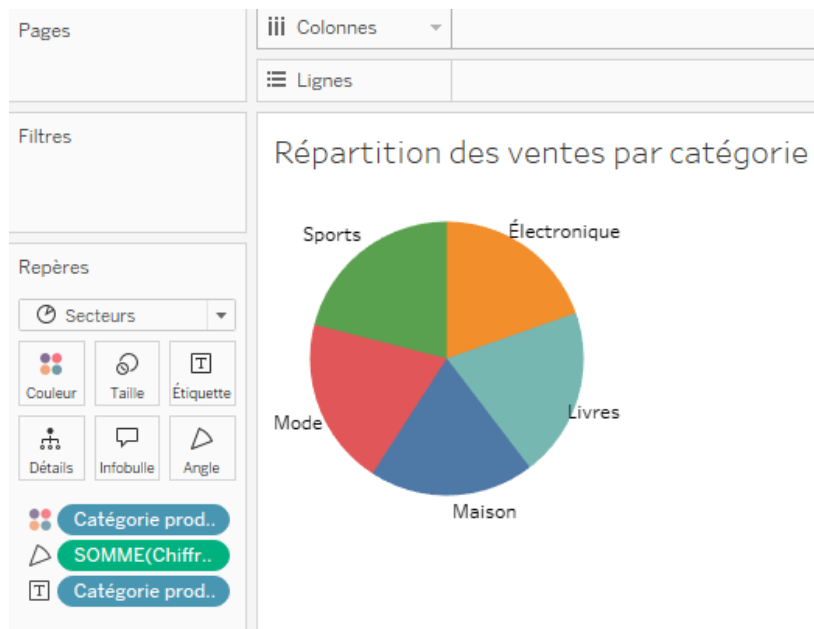 Pages
Colonnes
Lignes
Filtres
Répartition des ventes par catégorie
Sports
Électronique
Repères
Secteurs
Couleur
Taille
T
Étiquette
Mode
Livres
Détails
Infobulle
Angle
Maison
Catégorie prod..
SOMME(Chiffr..
T
Catégorie prod..